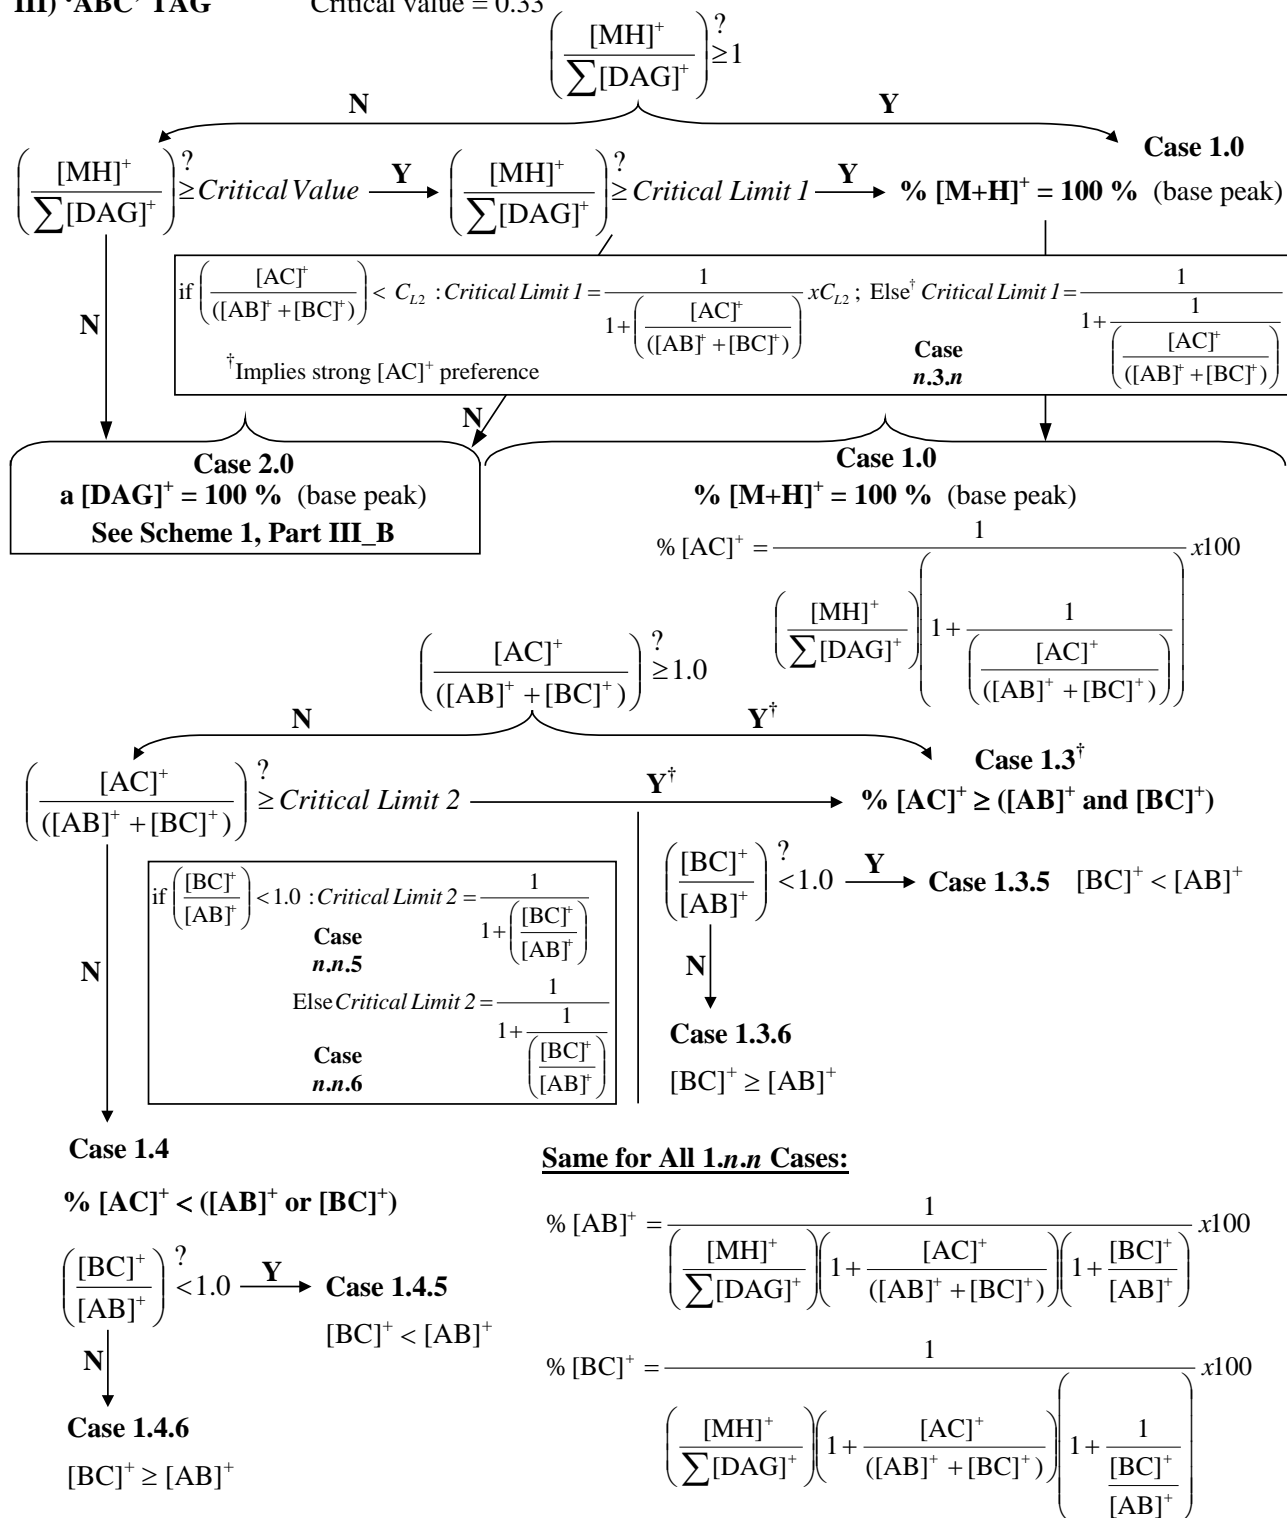 III) ‘ABC’ TAG Critical value = 0.33
([MH]⁺ / ∑[DAG]⁺) ≥? 1
N Y
Case 1.0
([MH]⁺ / ∑[DAG]⁺) ≥? Critical Value Y ([MH]⁺ / ∑[DAG]⁺) ≥? Critical Limit 1 Y % [M+H]⁺ = 100 % (base peak)
N
if ([AC]⁺ / ([AB]⁺ + [BC]⁺)) < C_L2 : Critical Limit 1 = 1 / (1 + ([AC]⁺ / ([AB]⁺ + [BC]⁺))) x C_L2 ; Else† Critical Limit 1 = 1 / (1 + 1 / ([AC]⁺ / ([AB]⁺ + [BC]⁺)))
Case
n.3.n
†Implies strong [AC]⁺ preference
N
Case 2.0
a [DAG]⁺ = 100 % (base peak)
See Scheme 1, Part III_B
Case 1.0
% [M+H]⁺ = 100 % (base peak)
% [AC]⁺ = 1 / (([MH]⁺ / ∑[DAG]⁺)(1 + 1 / ([AC]⁺ / ([AB]⁺ + [BC]⁺)))) x100
([AC]⁺ / ([AB]⁺ + [BC]⁺)) ≥? 1.0
N Y†
Case 1.3†
([AC]⁺ / ([AB]⁺ + [BC]⁺)) ≥? Critical Limit 2 Y† % [AC]⁺ ≥ ([AB]⁺ and [BC]⁺)
N
if ([BC]⁺ / [AB]⁺) < 1.0 : Critical Limit 2 = 1 / (1 + ([BC]⁺ / [AB]⁺))
Case
n.n.5
Else Critical Limit 2 = 1 / (1 + 1 / ([BC]⁺ / [AB]⁺))
Case
n.n.6
([BC]⁺ / [AB]⁺) <? 1.0 Y Case 1.3.5 [BC]⁺ < [AB]⁺
N
Case 1.3.6
[BC]⁺ ≥ [AB]⁺
Case 1.4
% [AC]⁺ < ([AB]⁺ or [BC]⁺)
([BC]⁺ / [AB]⁺) <? 1.0 Y Case 1.4.5
[BC]⁺ < [AB]⁺
N
Case 1.4.6
[BC]⁺ ≥ [AB]⁺
Same for All 1.n.n Cases:
% [AB]⁺ = 1 / (([MH]⁺ / ∑[DAG]⁺)(1 + [AC]⁺ / ([AB]⁺ + [BC]⁺))(1 + [BC]⁺ / [AB]⁺)) x100
% [BC]⁺ = 1 / (([MH]⁺ / ∑[DAG]⁺)(1 + [AC]⁺ / ([AB]⁺ + [BC]⁺))(1 + 1 / ([BC]⁺ / [AB]⁺))) x100